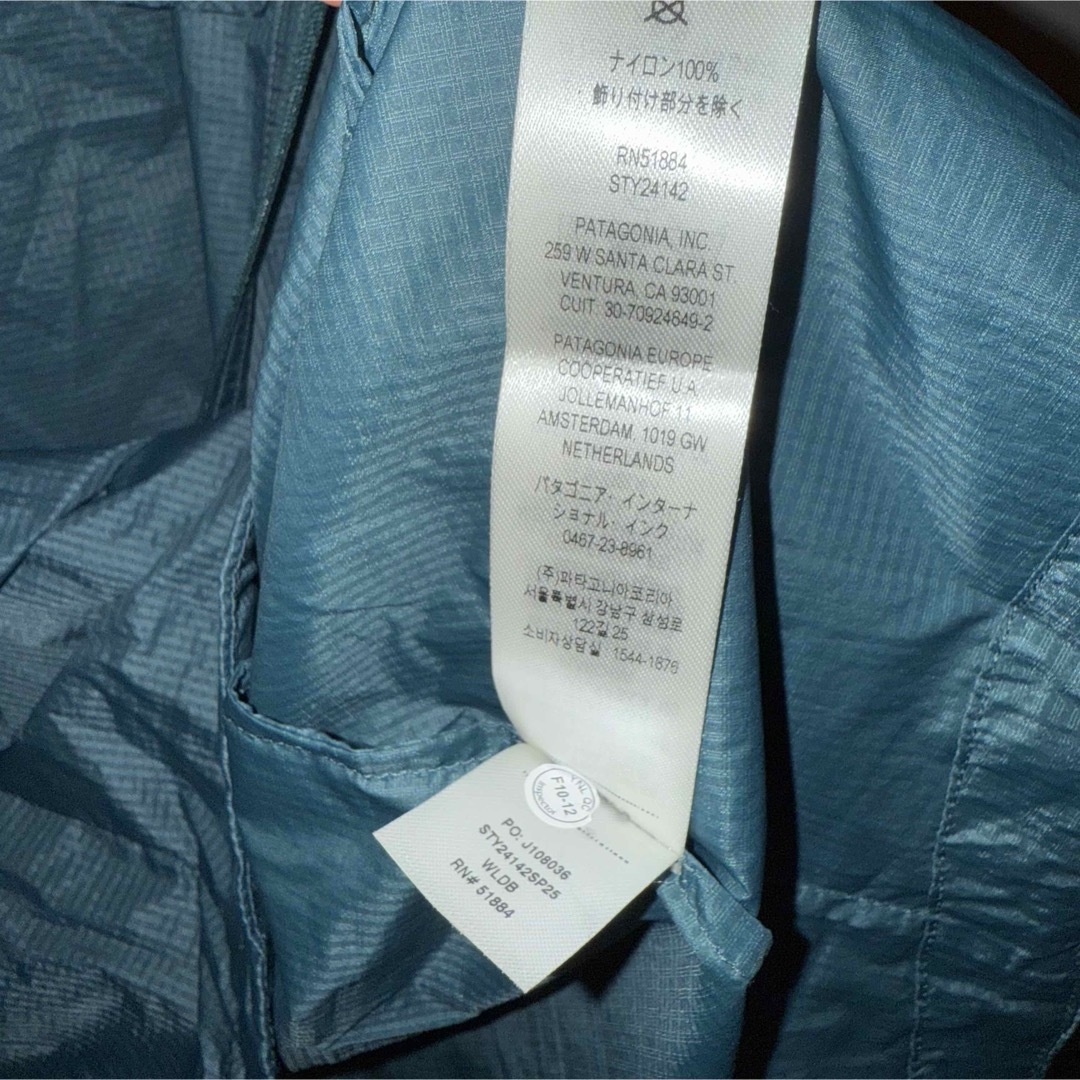 ナイロン100%
・飾り付け部分を除く
RN51884
STY24142
PATAGONIA, INC.
259 W SANTA CLARA ST
VENTURA, CA 93001
CUIT: 30-70924649-2
PATAGONIA EUROPE
COOPERATIEF U.A
JOLLEMANHOF 11
AMSTERDAM, 1019 GW
NETHERLANDS
パタゴニア・インターナ
ショナル・インク
0467-23-8961
(주)파타고니아코리아
서울특별시 강남구 삼성로
122길 25
소비자상담실 1544-1876
QC
F10-12
Inspector
PO: J108036
STY24142SP25
WLDB
RN# 51884